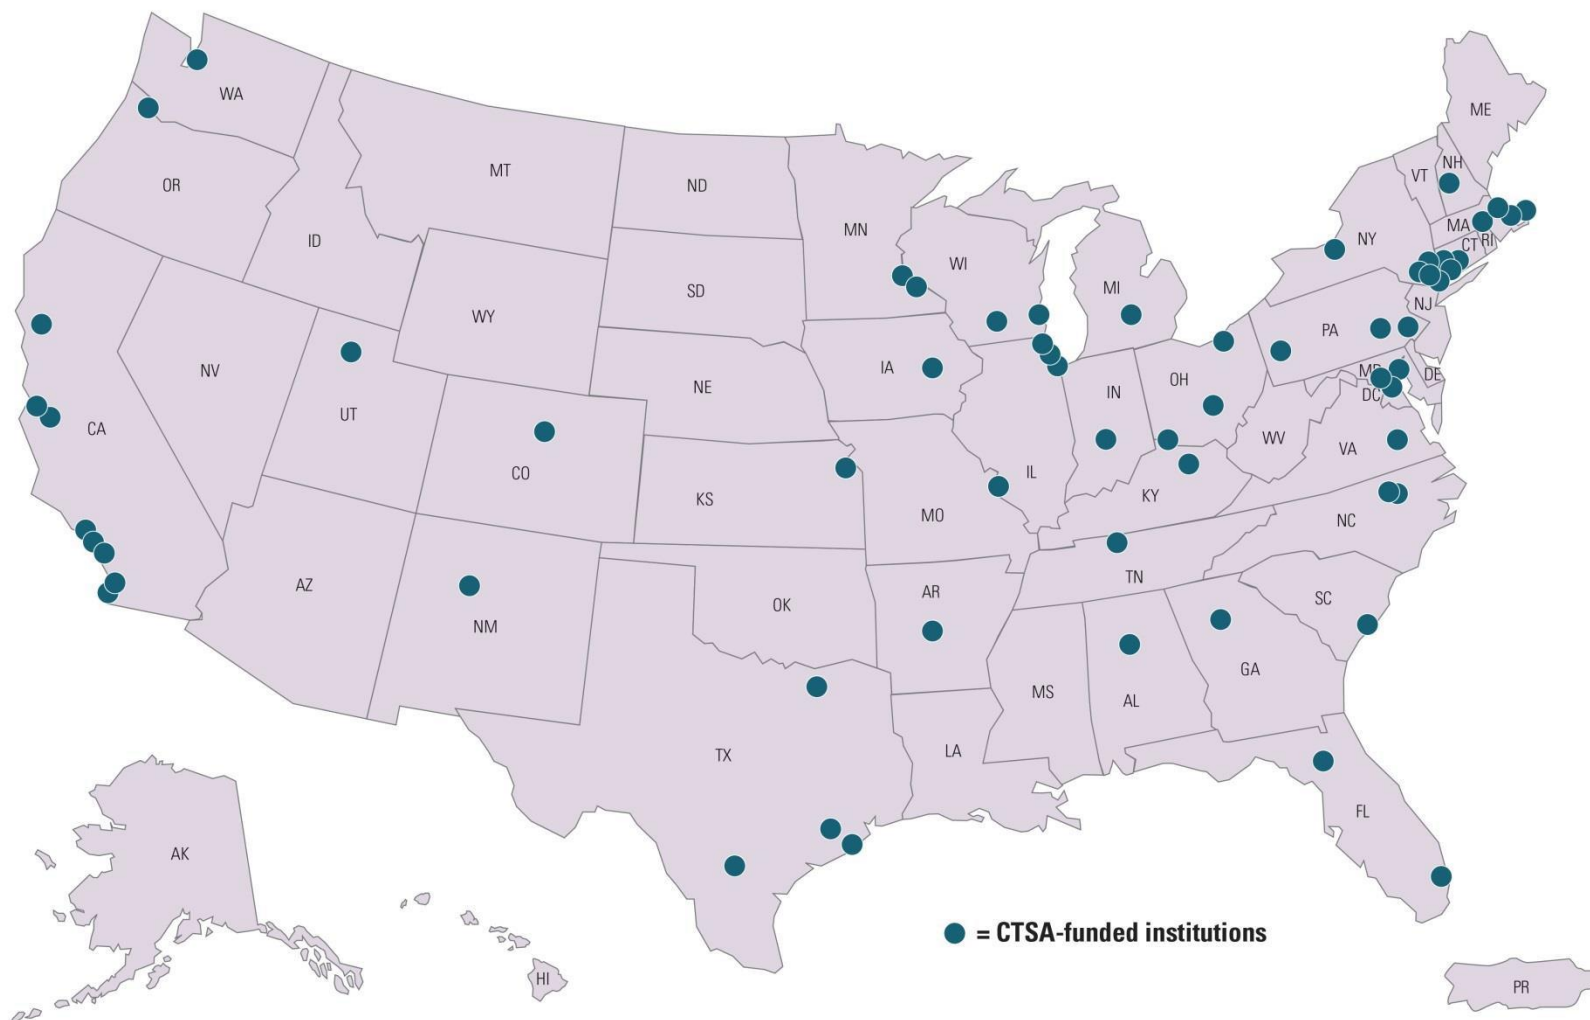 WA
ME
MT
ND
VT
NH
OR
MN
MA
NY
CT
RI
ID
WI
SD
MI
WY
NJ
PA
IA
NV
NE
OH
MD
DE
IN
DC
UT
CA
WV
VA
CO
IL
KS
KY
MO
NC
AZ
TN
AR
OK
SC
NM
GA
MS
AL
LA
TX
FL
AK
= CTSA-funded institutions
HI
PR